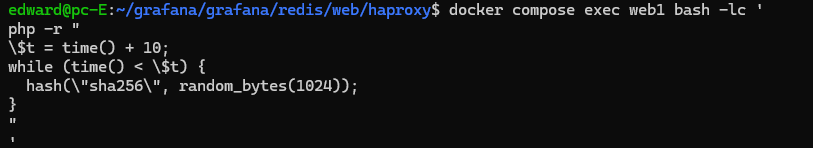 edward@pc-E:~/grafana/grafana/redis/web/haproxy$ docker compose exec web1 bash -lc '
php -r "
\$t = time() + 10;
while (time() < \$t) {
  hash(\"sha256\", random_bytes(1024));
}
"
'